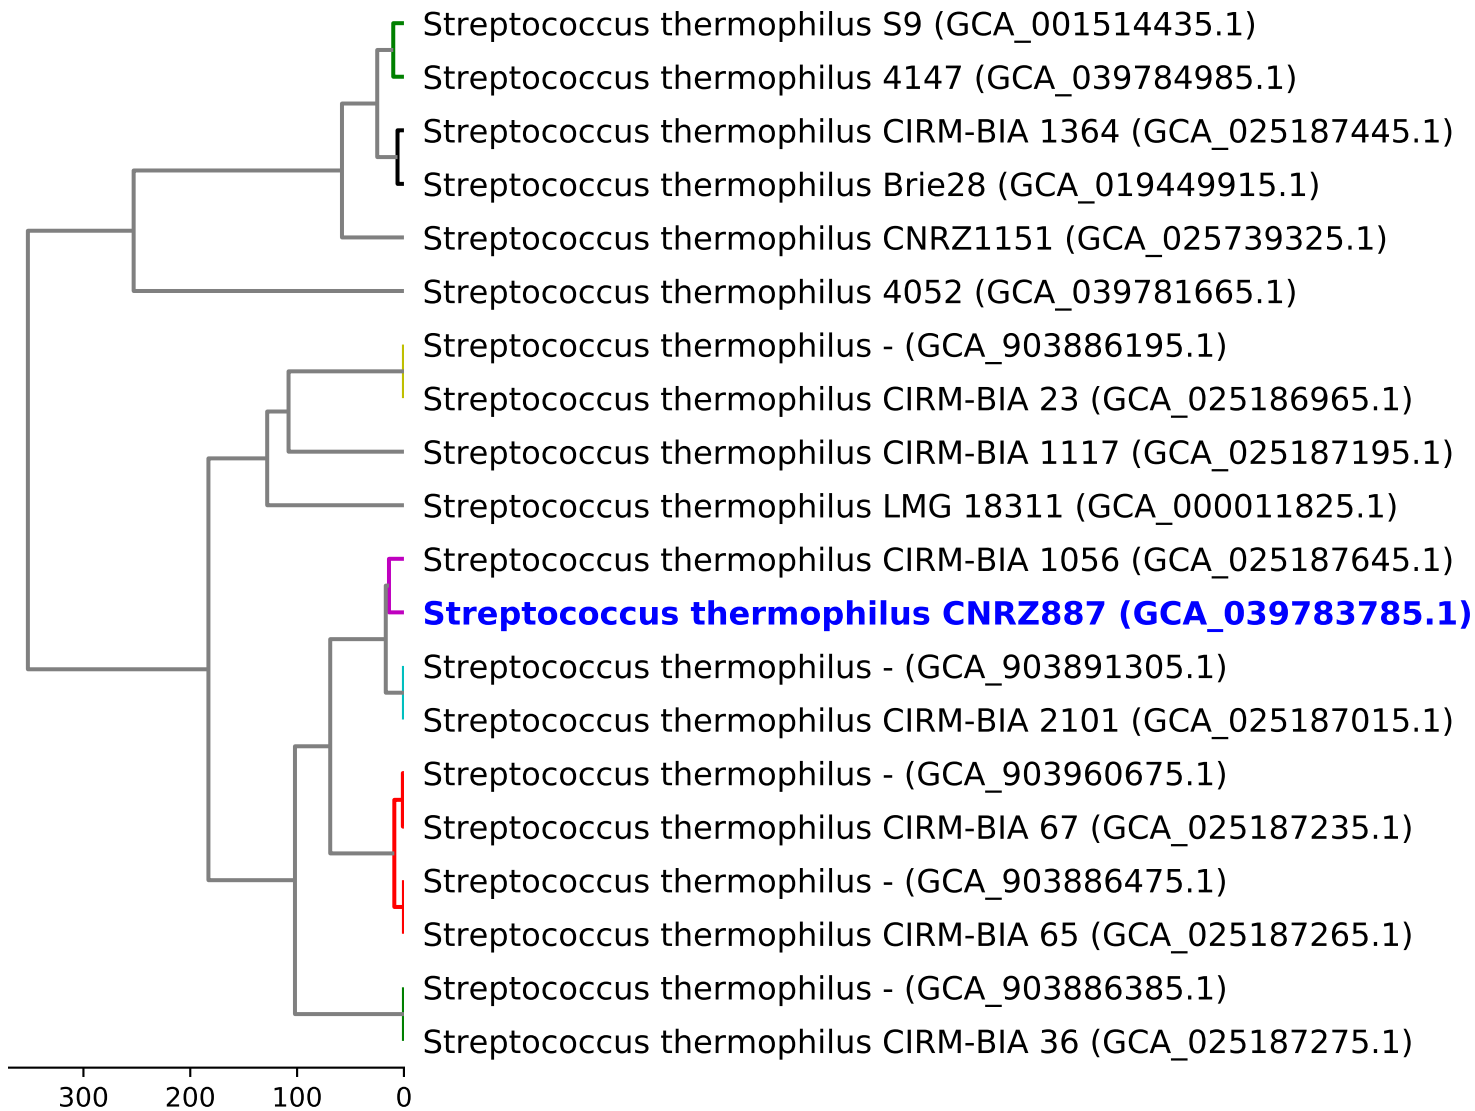 Streptococcus thermophilus S9 (GCA_001514435.1)
Streptococcus thermophilus 4147 (GCA_039784985.1)
Streptococcus thermophilus CIRM-BIA 1364 (GCA_025187445.1)
Streptococcus thermophilus Brie28 (GCA_019449915.1)
Streptococcus thermophilus CNRZ1151 (GCA_025739325.1)
Streptococcus thermophilus 4052 (GCA_039781665.1)
Streptococcus thermophilus - (GCA_903886195.1)
Streptococcus thermophilus CIRM-BIA 23 (GCA_025186965.1)
Streptococcus thermophilus CIRM-BIA 1117 (GCA_025187195.1)
Streptococcus thermophilus LMG 18311 (GCA_000011825.1)
Streptococcus thermophilus CIRM-BIA 1056 (GCA_025187645.1)
Streptococcus thermophilus CNRZ887 (GCA_039783785.1)
Streptococcus thermophilus - (GCA_903891305.1)
Streptococcus thermophilus CIRM-BIA 2101 (GCA_025187015.1)
Streptococcus thermophilus - (GCA_903960675.1)
Streptococcus thermophilus CIRM-BIA 67 (GCA_025187235.1)
Streptococcus thermophilus - (GCA_903886475.1)
Streptococcus thermophilus CIRM-BIA 65 (GCA_025187265.1)
Streptococcus thermophilus - (GCA_903886385.1)
Streptococcus thermophilus CIRM-BIA 36 (GCA_025187275.1)
300 200 100 0